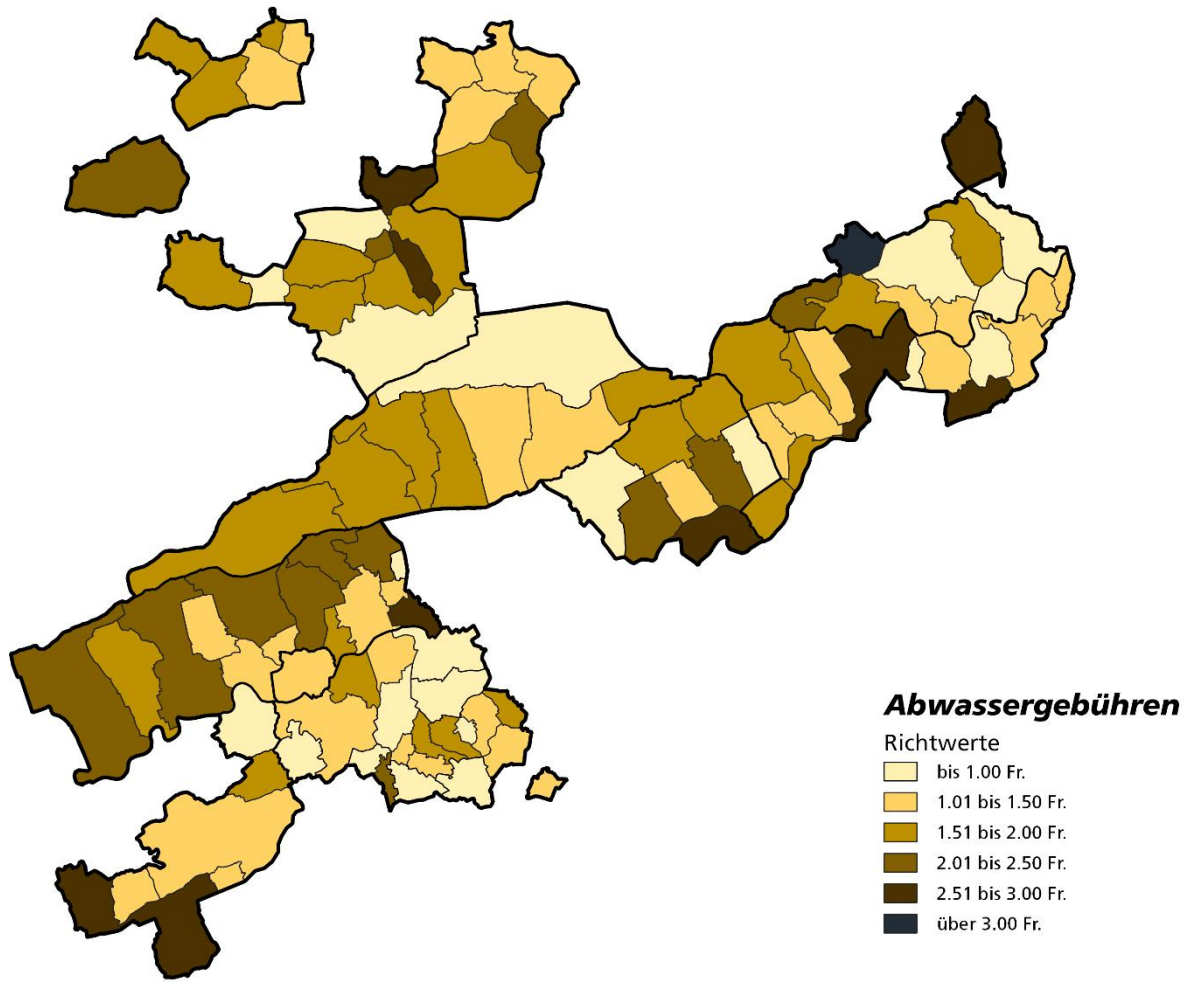 Abwassergebühren
Richtwerte
bis 1.00 Fr.
1.01 bis 1.50 Fr.
1.51 bis 2.00 Fr.
2.01 bis 2.50 Fr.
2.51 bis 3.00 Fr.
über 3.00 Fr.